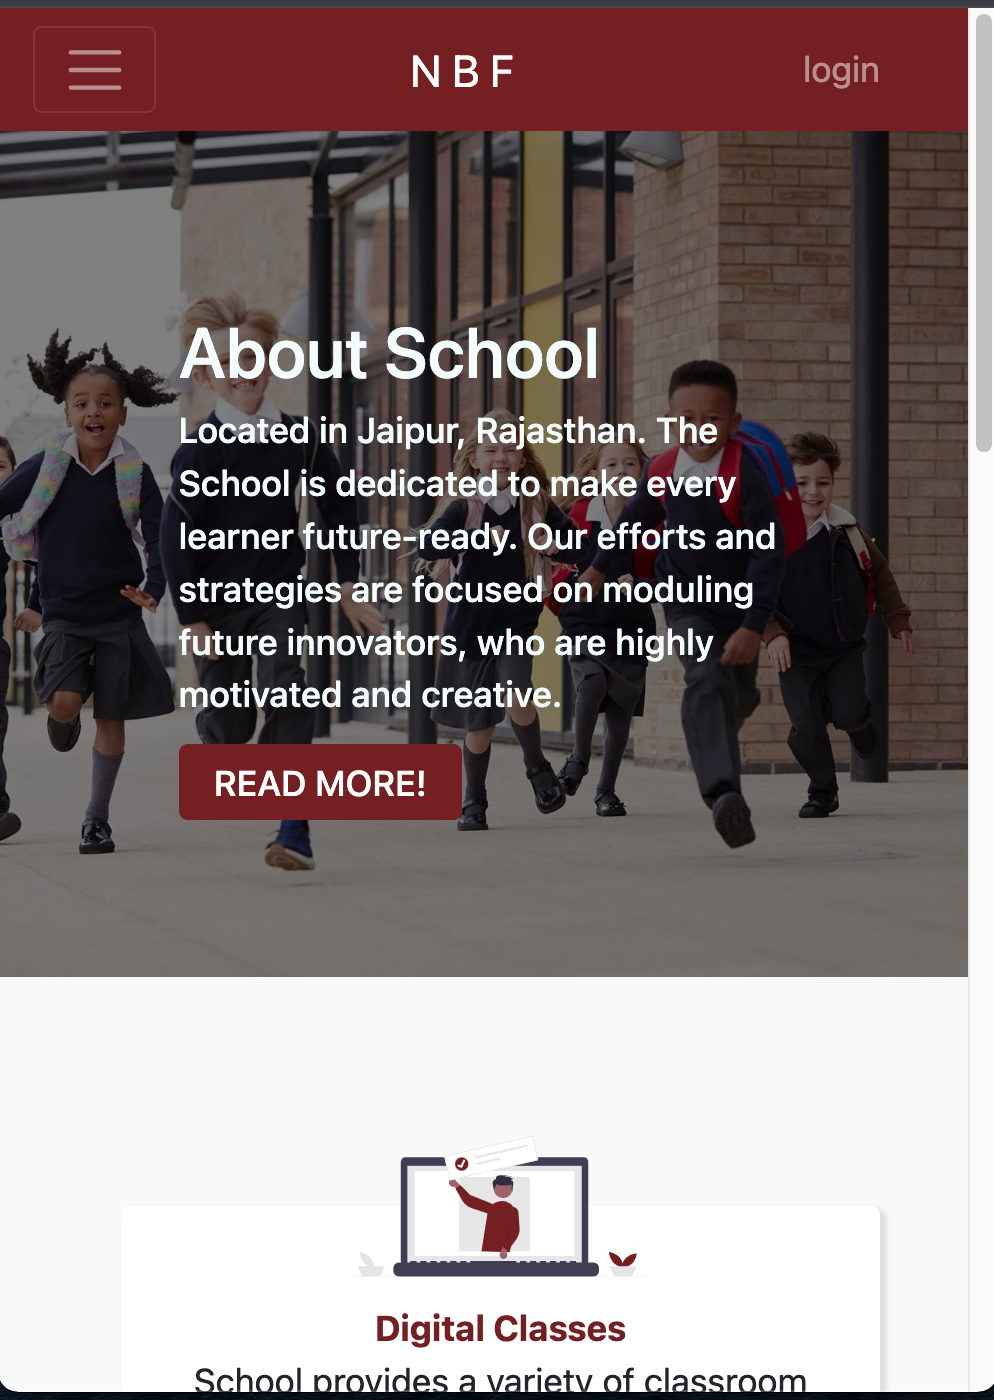 NBF
login
About School
Located in Jaipur, Rajasthan. The
School is dedicated to make every
learner future-ready. Our efforts and
strategies are focused on moduling
future innovators, who are highly
motivated and creative.
READ MORE!
Digital Classes
School provides a variety of classroom